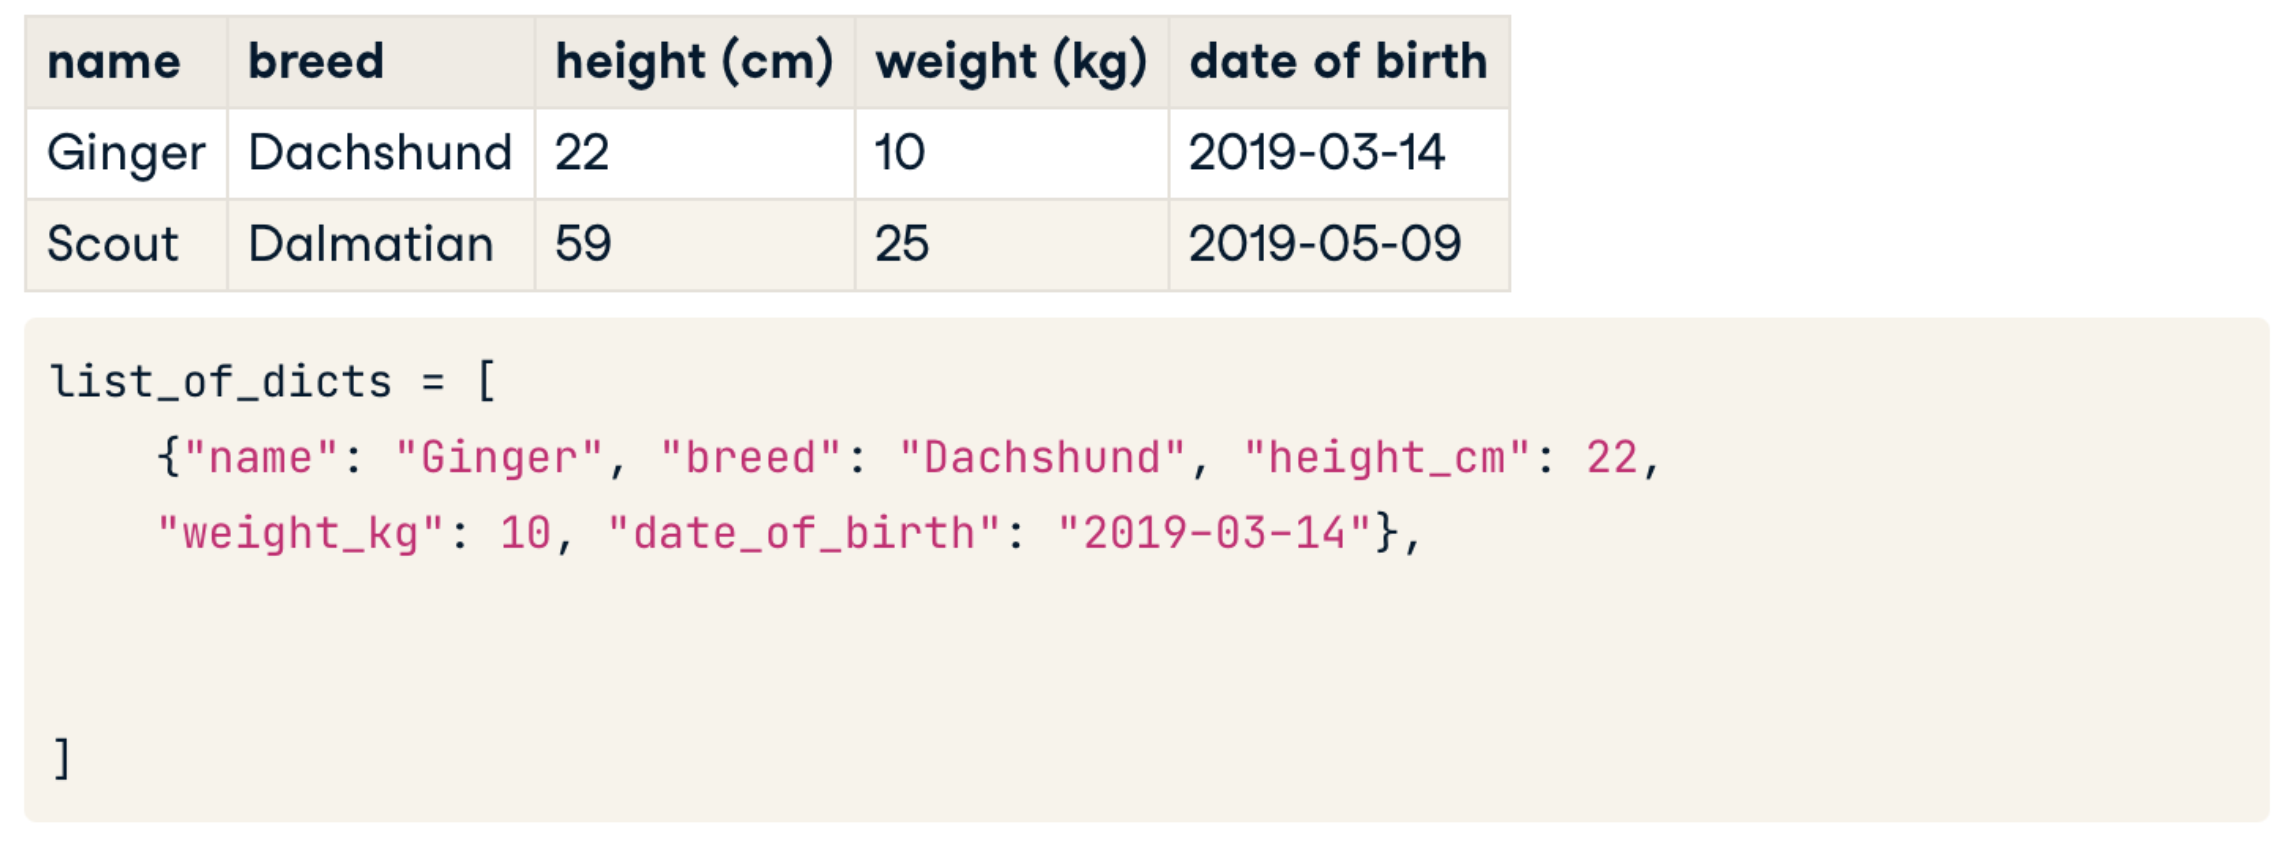 name breed height (cm) weight (kg) date of birth
Ginger Dachshund 22 10 2019-03-14
Scout Dalmatian 59 25 2019-05-09
list_of_dicts = [
    {"name": "Ginger", "breed": "Dachshund", "height_cm": 22,
    "weight_kg": 10, "date_of_birth": "2019-03-14"},
]